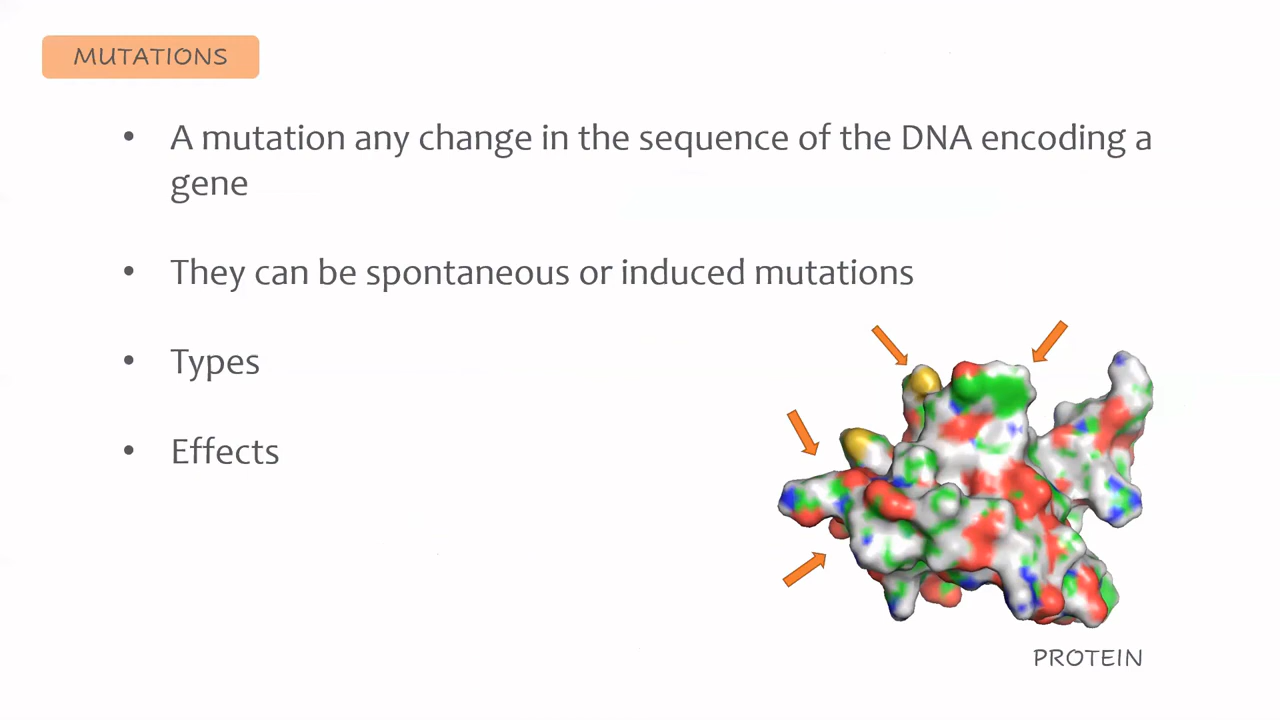 MUTATIONS
• A mutation any change in the sequence of the DNA encoding a
gene
• They can be spontaneous or induced mutations
• Types
• Effects
PROTEIN